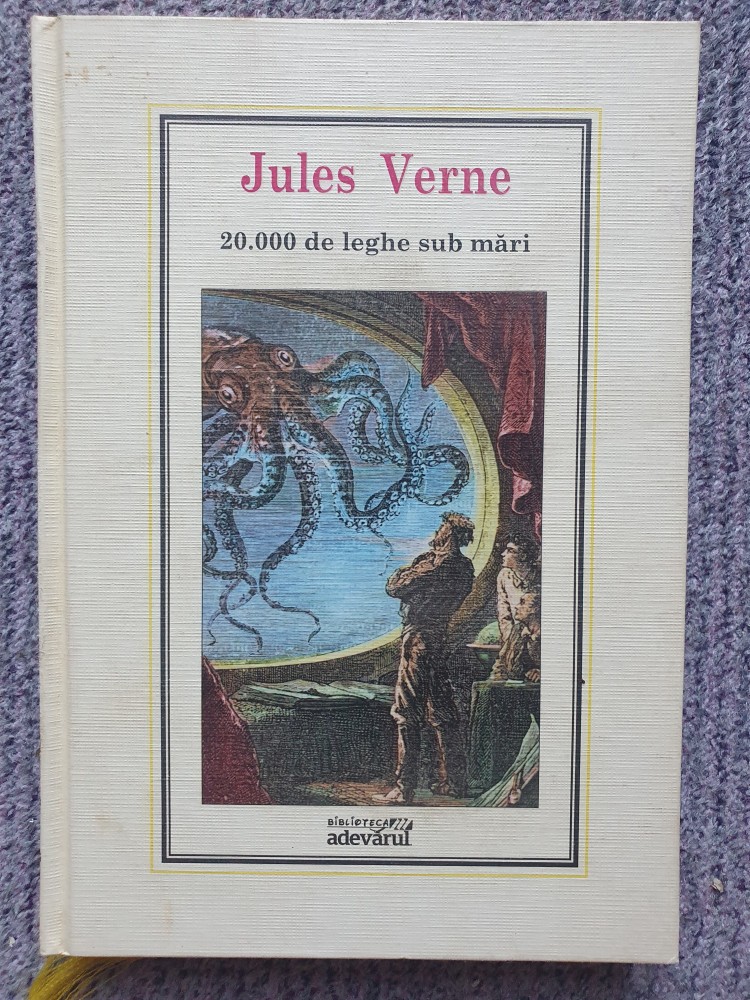 Jules Verne
20.000 de leghe sub mări
BIBLIOTECA
adevărul